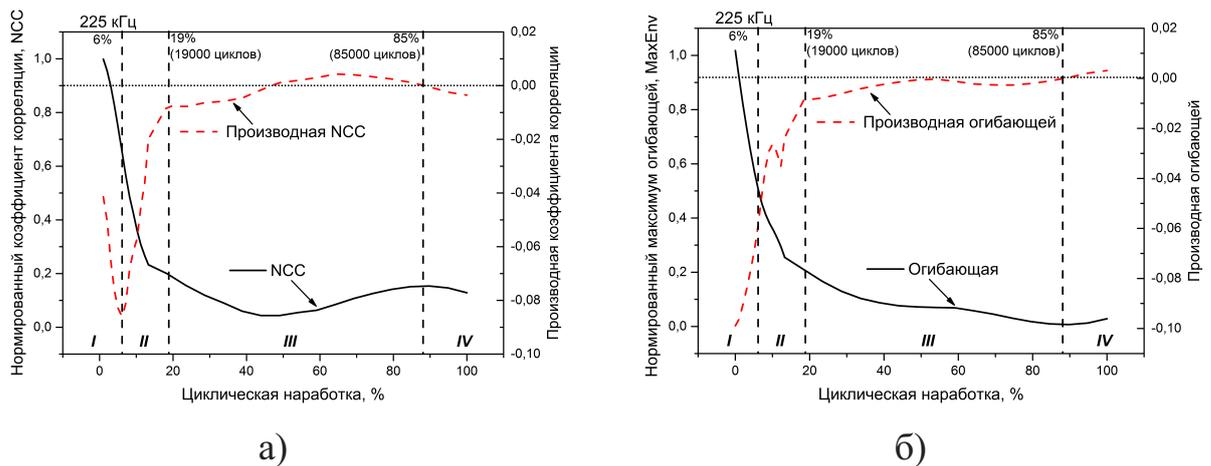 225 кГц
6%
19%
(19000 циклов)
85%
(85000 циклов)
Нормированный коэффициент корреляции, NCC
1,0
0,8
0,6
0,4
0,2
0,0
0,02
0,00
-0,02
-0,04
-0,06
-0,08
-0,10
Производная коэффициента корреляции
Производная NCC
NCC
I
II
III
IV
0
20
40
60
80
100
Циклическая наработка, %
а)
225 кГц
6%
19%
(19000 циклов)
85%
(85000 циклов)
Нормированный максимум огибающей, MaxEnv
1,0
0,8
0,6
0,4
0,2
0,0
0,02
0,00
-0,02
-0,04
-0,06
-0,08
-0,10
Производная огибающей
Производная огибающей
Огибающая
I
II
III
IV
0
20
40
60
80
100
Циклическая наработка, %
б)